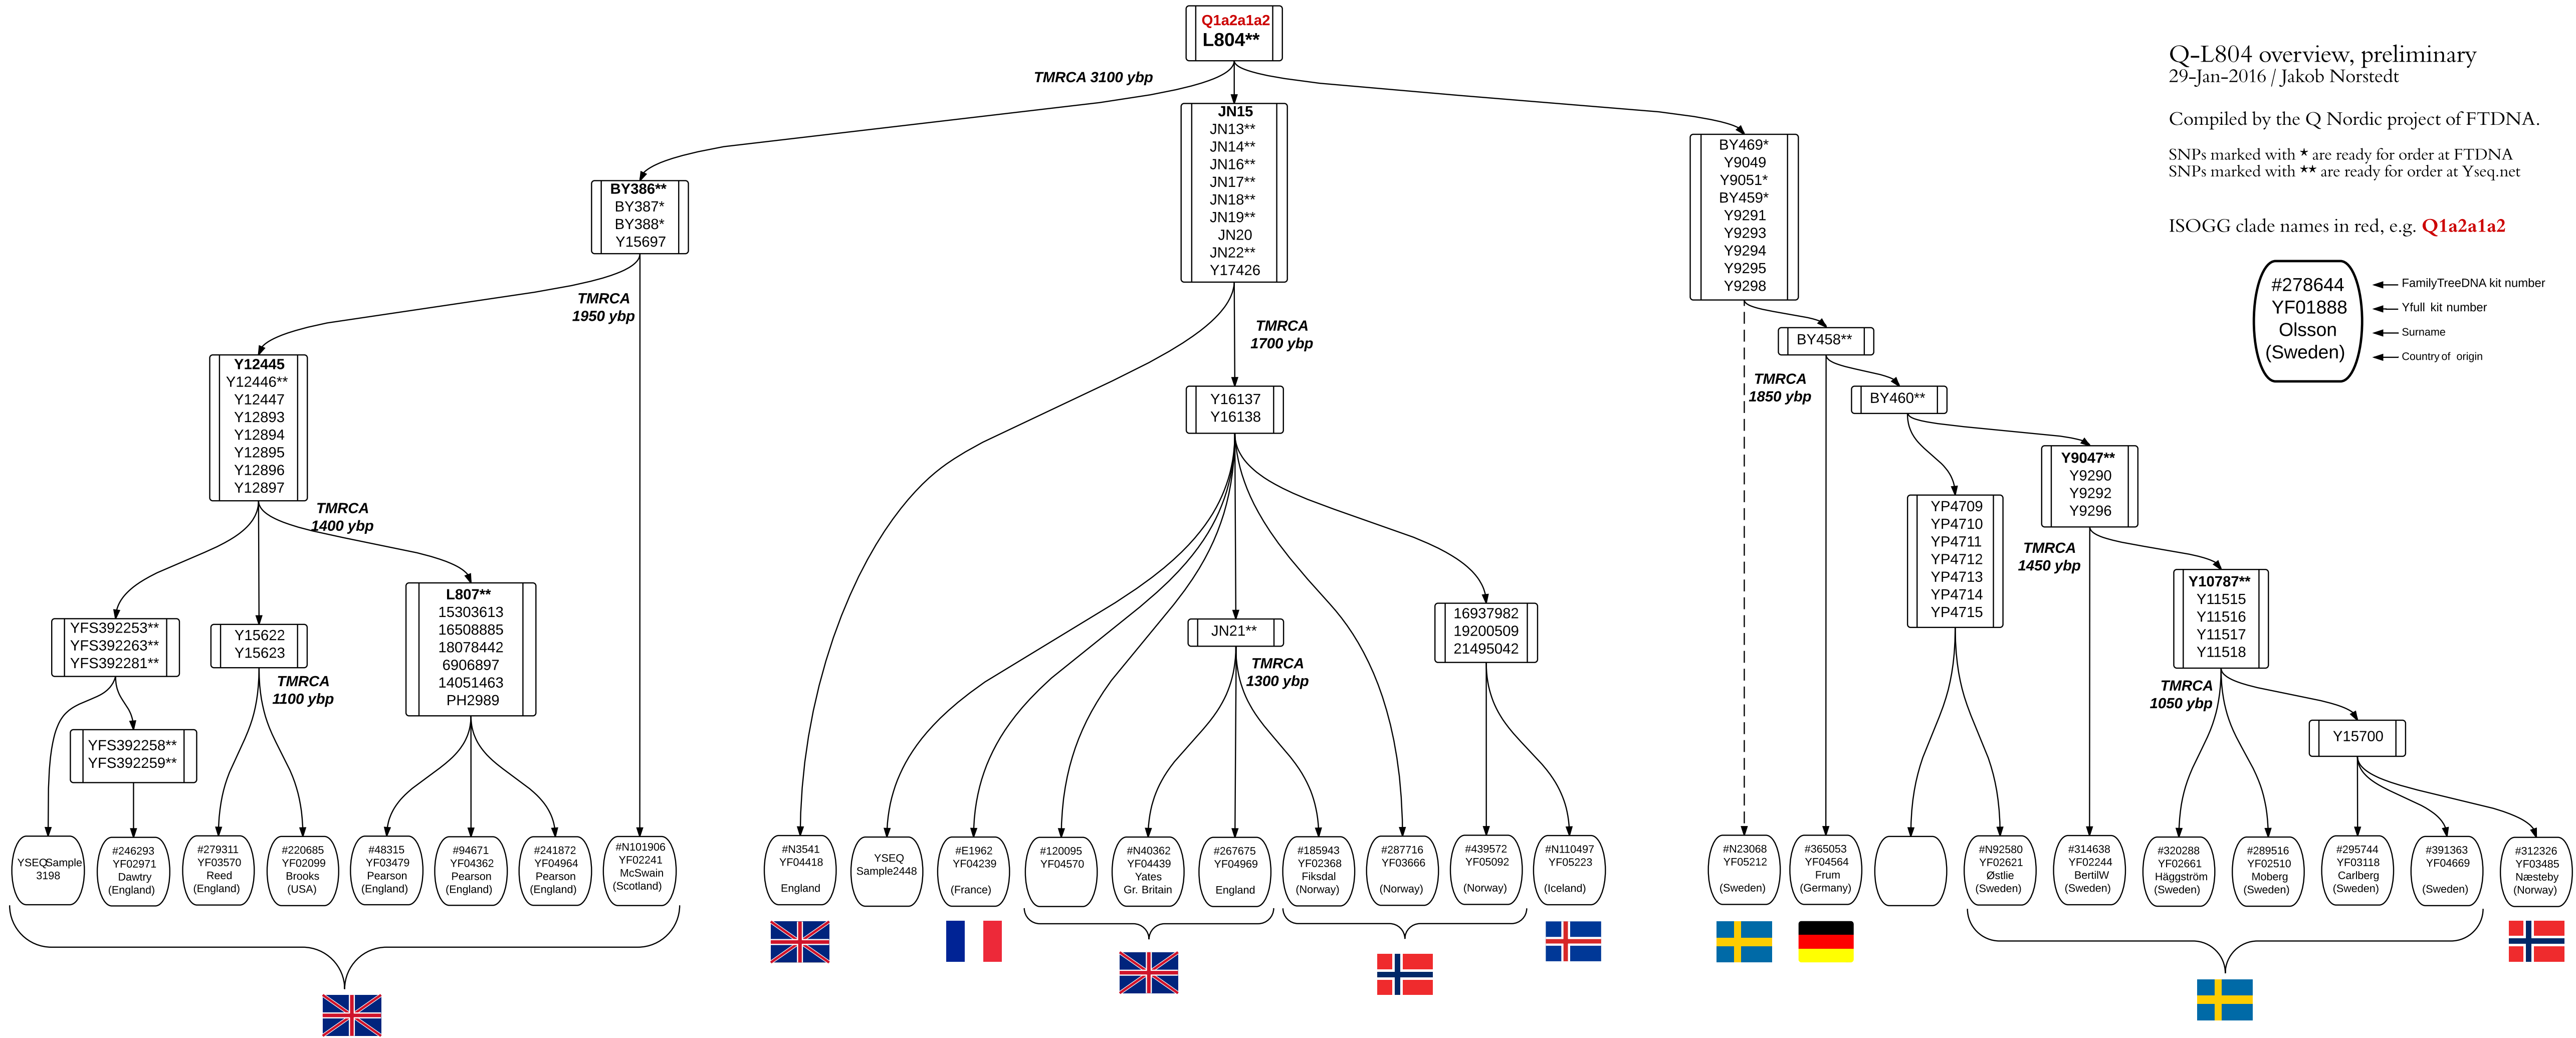 Q1a2a1a2
L804**
Q-L804 overview, preliminary
29-Jan-2016 / Jakob Norstedt
Compiled by the Q Nordic project of FTDNA.
SNPs marked with * are ready for order at FTDNA
SNPs marked with ** are ready for order at Yseq.net
ISOGG clade names in red, e.g. Q1a2a1a2
#278644
YF01888
Olsson
(Sweden)
FamilyTreeDNA kit number
Yfull kit number
Surname
Country of origin
TMRCA 3100 ybp
BY386**
BY387*
BY388*
Y15697
TMRCA
1950 ybp
Y12445
Y12446**
Y12447
Y12893
Y12894
Y12895
Y12896
Y12897
TMRCA
1400 ybp
YFS392253**
YFS392263**
YFS392281**
YFS392258**
YFS392259**
Y15622
Y15623
TMRCA
1100 ybp
L807**
15303613
16508885
18078442
6906897
14051463
PH2989
JN15
JN13**
JN14**
JN16**
JN17**
JN18**
JN19**
JN20
JN22**
Y17426
TMRCA
1700 ybp
Y16137
Y16138
JN21**
TMRCA
1300 ybp
16937982
19200509
21495042
BY469*
Y9049
Y9051*
BY459*
Y9291
Y9293
Y9294
Y9295
Y9298
BY458**
TMRCA
1850 ybp
BY460**
YP4709
YP4710
YP4711
YP4712
YP4713
YP4714
YP4715
Y9047**
Y9290
Y9292
Y9296
TMRCA
1450 ybp
Y10787**
Y11515
Y11516
Y11517
Y11518
TMRCA
1050 ybp
Y15700
YSEQSample
3198
#246293
YF02971
Dawtry
(England)
#279311
YF03570
Reed
(England)
#220685
YF02099
Brooks
(USA)
#48315
YF03479
Pearson
(England)
#94671
YF04362
Pearson
(England)
#241872
YF04964
Pearson
(England)
#N101906
YF02241
McSwain
(Scotland)
#N3541
YF04418
England
YSEQ
Sample2448
#E1962
YF04239
(France)
#120095
YF04570
#N40362
YF04439
Yates
Gr. Britain
#267675
YF04969
England
#185943
YF02368
Fiksdal
(Norway)
#287716
YF03666
(Norway)
#439572
YF05092
(Norway)
#N110497
YF05223
(Iceland)
#N23068
YF05212
(Sweden)
#365053
YF04564
Frum
(Germany)
#N92580
YF02621
Østlie
(Sweden)
#314638
YF02244
BertilW
(Sweden)
#320288
YF02661
Häggström
(Sweden)
#289516
YF02510
Moberg
(Sweden)
#295744
YF03118
Carlberg
(Sweden)
#391363
YF04669
(Sweden)
#312326
YF03485
Næsteby
(Norway)